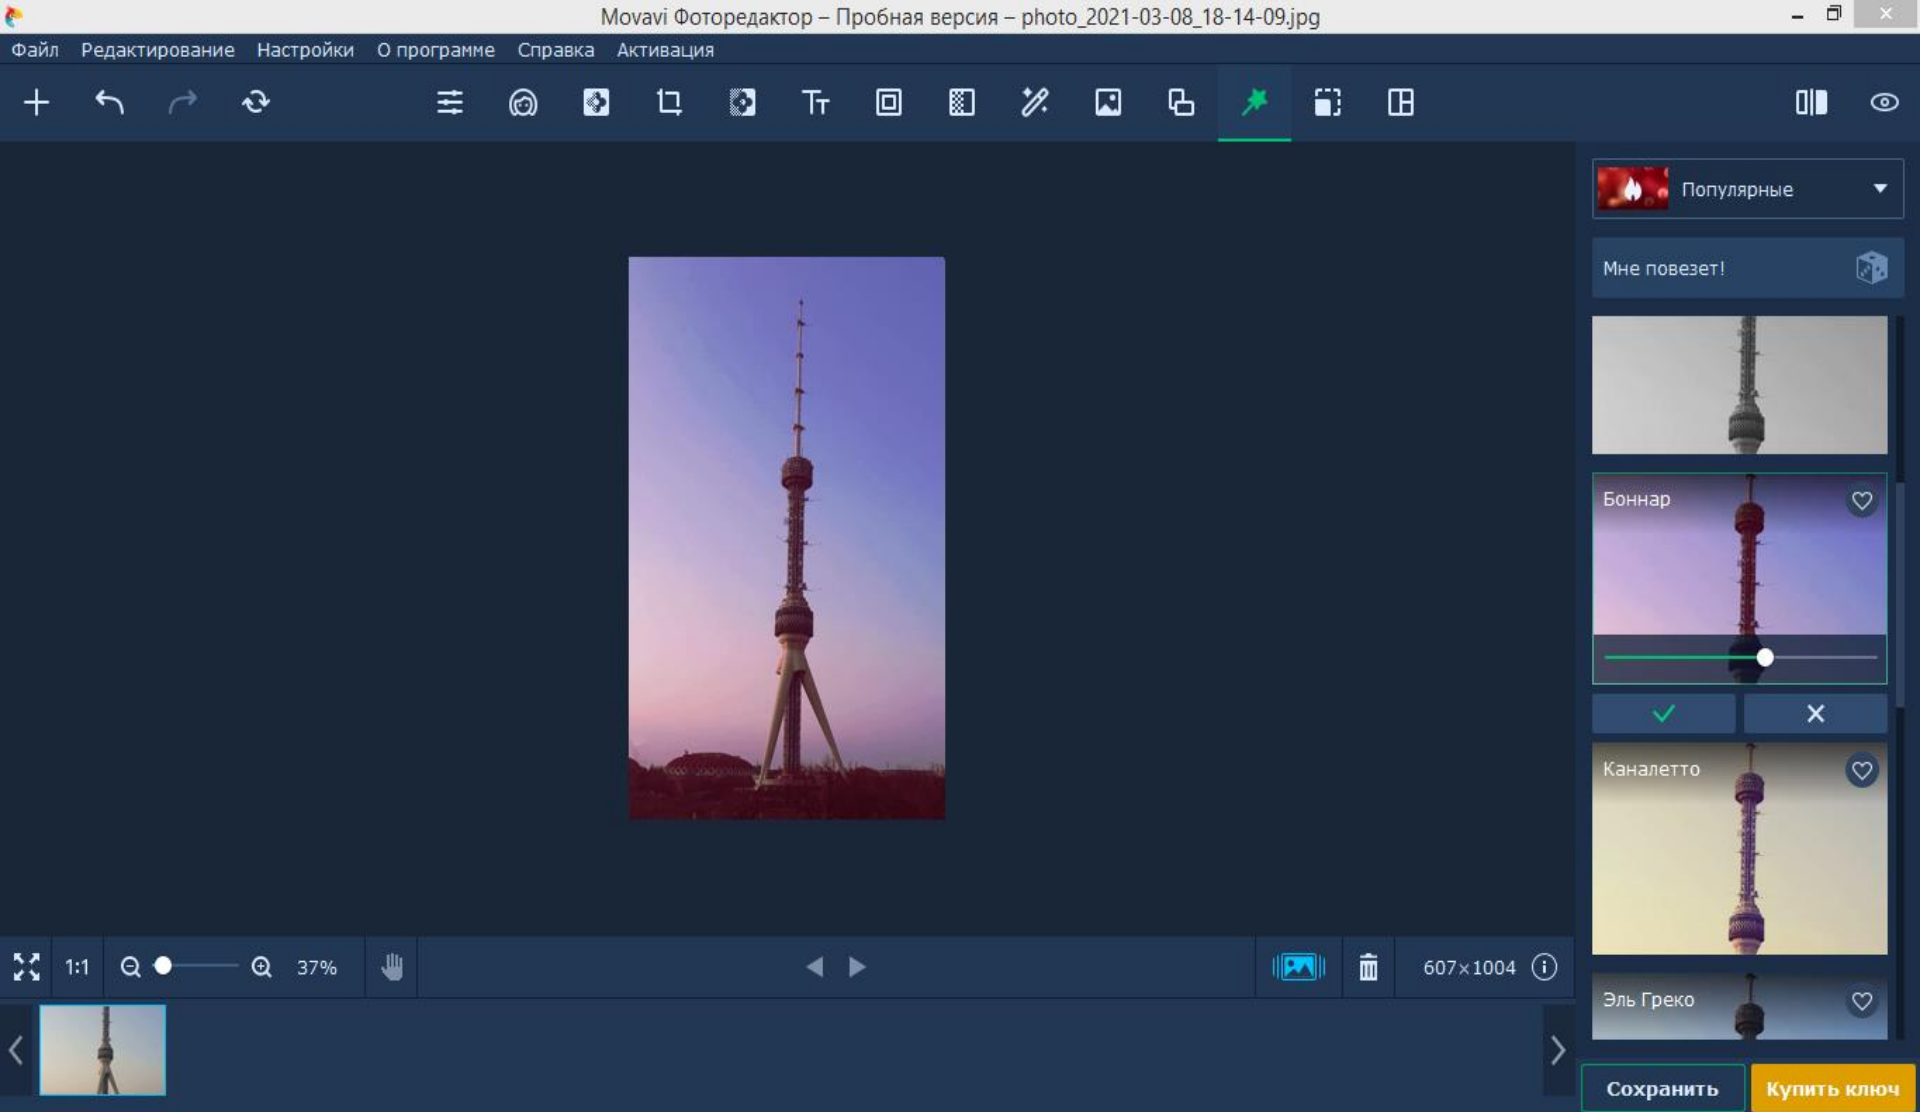 Movavi Фоторедактор – Пробная версия – photo_2021-03-08_18-14-09.jpg
Файл Редактирование Настройки О программе Справка Активация
Популярные
Мне повезет!
Боннар
Каналетто
Эль Греко
1:1 37% 607×1004
Сохранить Купить ключ